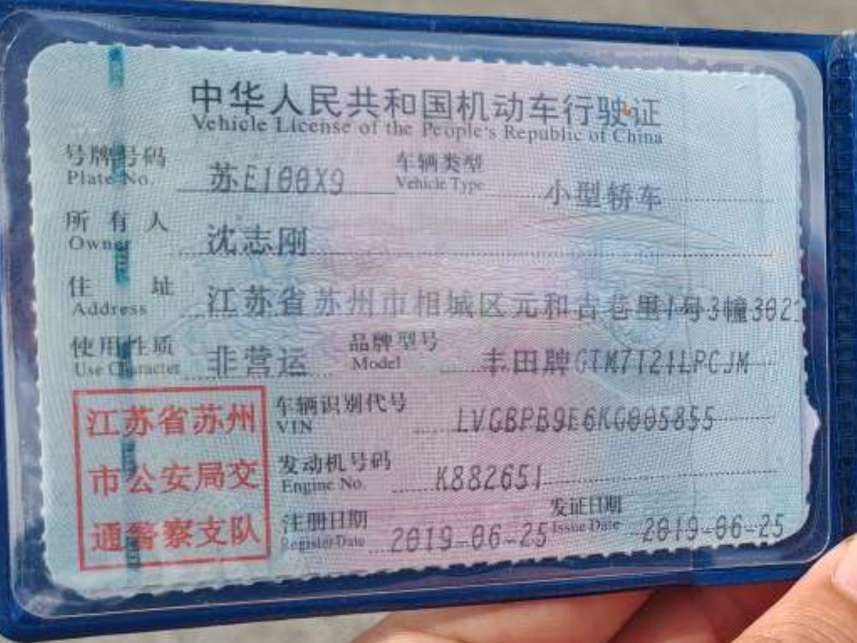 中华人民共和国机动车行驶证
Vehicle License of the People's Republic of China
号牌号码 苏E100X9 车辆类型 小型轿车
Plate No. Vehicle Type
所有人 沈志刚
Owner
住址 江苏省苏州市相城区元和古巷里1号3幢302
Address
使用性质 非营运 品牌型号 丰田牌GTM7121LPCJM
Use Character Model
江苏省苏州 车辆识别代号 LVGBPB9E6KG005855
VIN
市公安局交 发动机号码 K882651
Engine No.
通警察支队 注册日期 2019-06-25 发证日期 2019-06-25
Register Date Issue Date